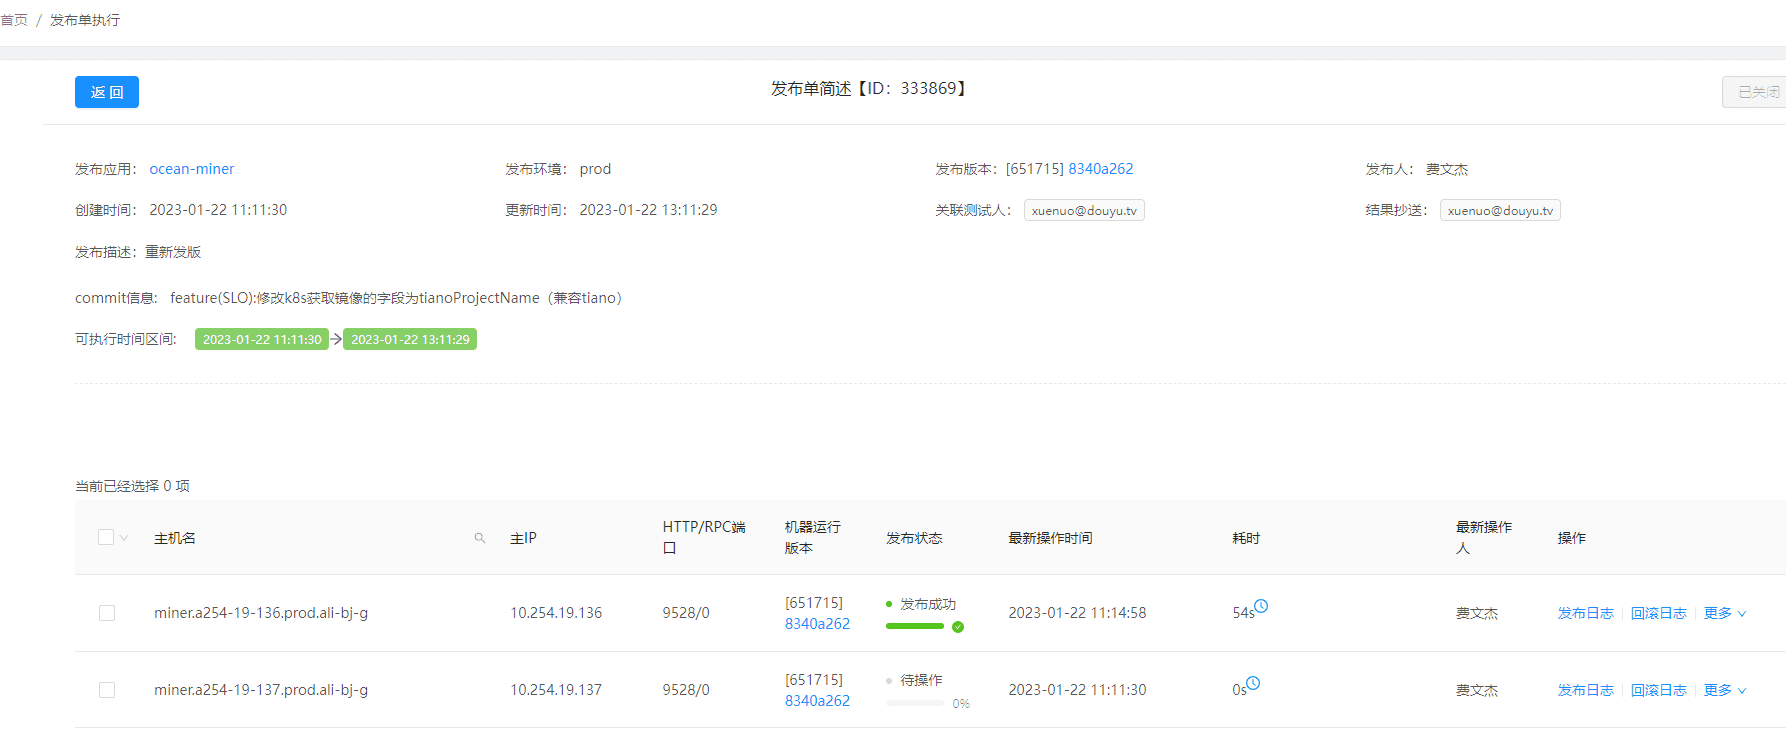 首页 / 发布单执行
返 回
发布单简述【ID：333869】
已关闭
发布应用： ocean-miner
发布环境： prod
发布版本：[651715] 8340a262
发布人： 费文杰
创建时间： 2023-01-22 11:11:30
更新时间： 2023-01-22 13:11:29
关联测试人： xuenuo@douyu.tv
结果抄送： xuenuo@douyu.tv
发布描述：重新发版
commit信息: feature(SLO):修改k8s获取镜像的字段为tianoProjectName（兼容tiano）
可执行时间区间: 2023-01-22 11:11:30 → 2023-01-22 13:11:29
当前已经选择 0 项
主机名
主IP
HTTP/RPC端
口
机器运行
版本
发布状态
最新操作时间
耗时
最新操作
人
操作
miner.a254-19-136.prod.ali-bj-g
10.254.19.136
9528/0
[651715]
8340a262
发布成功
2023-01-22 11:14:58
54s
费文杰
发布日志 回滚日志 更多
miner.a254-19-137.prod.ali-bj-g
10.254.19.137
9528/0
[651715]
8340a262
待操作
0%
2023-01-22 11:11:30
0s
费文杰
发布日志 回滚日志 更多